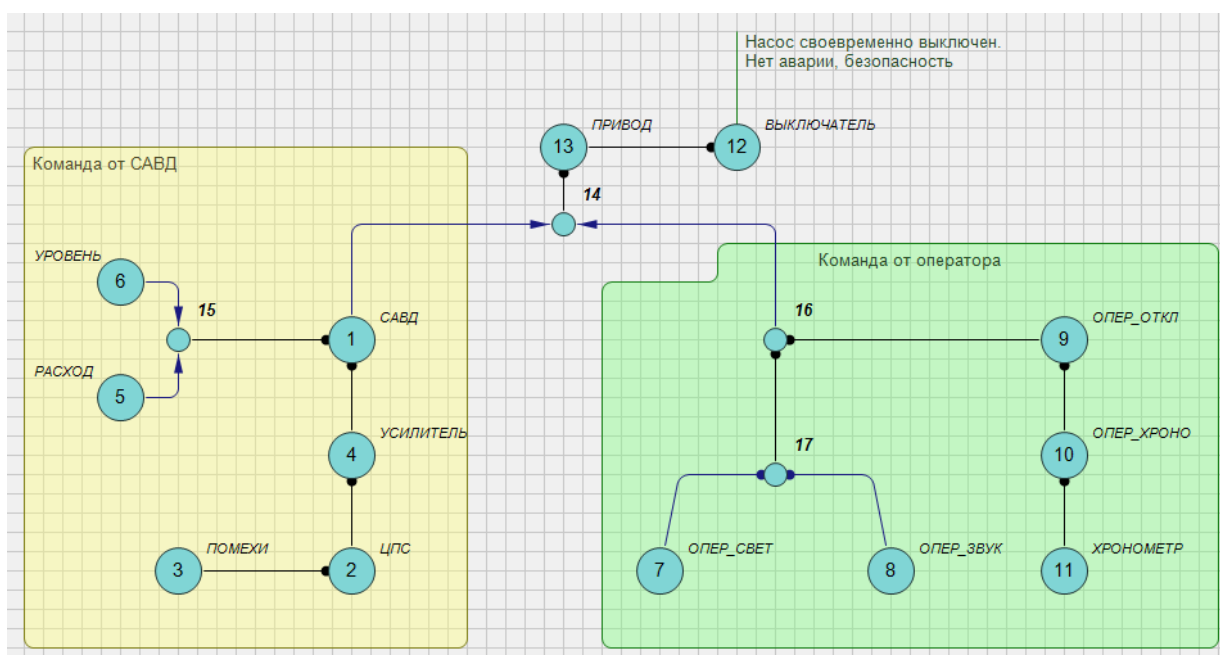 Насос своевременно выключен.
Нет аварии, безопасность
ПРИВОД
ВЫКЛЮЧАТЕЛЬ
13
12
Команда от САВД
14
УРОВЕНЬ
6
15
САВД
1
РАСХОД
5
УСИЛИТЕЛЬ
4
ПОМЕХИ
ЦПС
3
2
Команда от оператора
16
ОПЕР_ОТКЛ
9
17
ОПЕР_ХРОНО
10
ОПЕР_СВЕТ
7
ОПЕР_ЗВУК
8
ХРОНОМЕТР
11